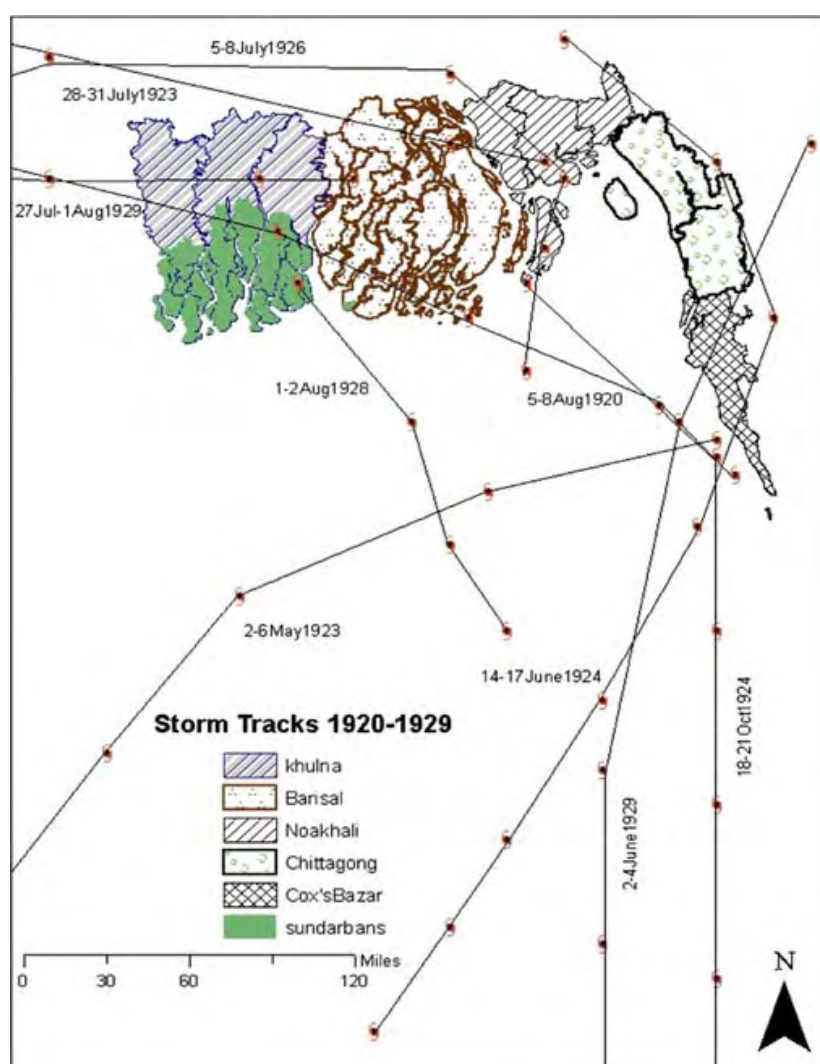 5-8July1926
28-31July1923
27Jul-1Aug1929
1-2Aug1928
5-8Aug1920
2-6May1923
14-17June1924
18-21Oct1924
2-4June1929
Storm Tracks 1920-1929
khulna
Barisal
Noakhali
Chittagong
Cox'sBazar
sundarbans
Miles
0 30 60 120
N